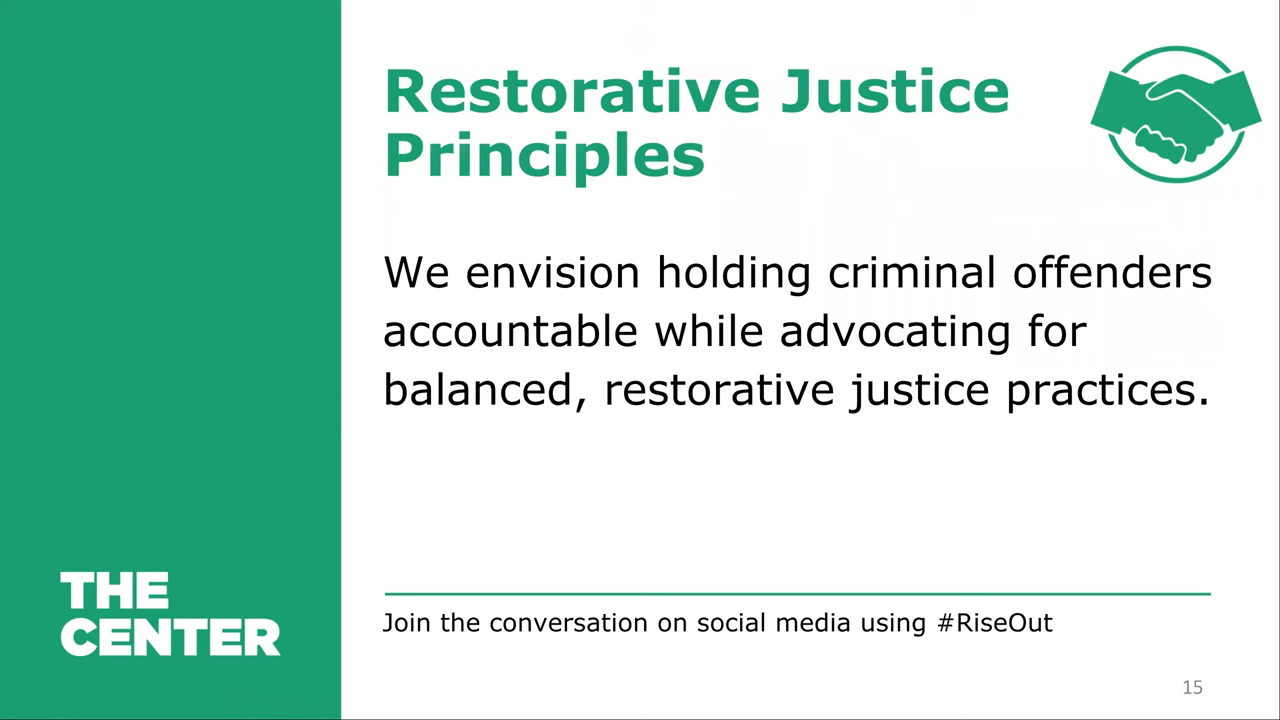 Restorative Justice
Principles
We envision holding criminal offenders
accountable while advocating for
balanced, restorative justice practices.
THE
CENTER
Join the conversation on social media using #RiseOut
15